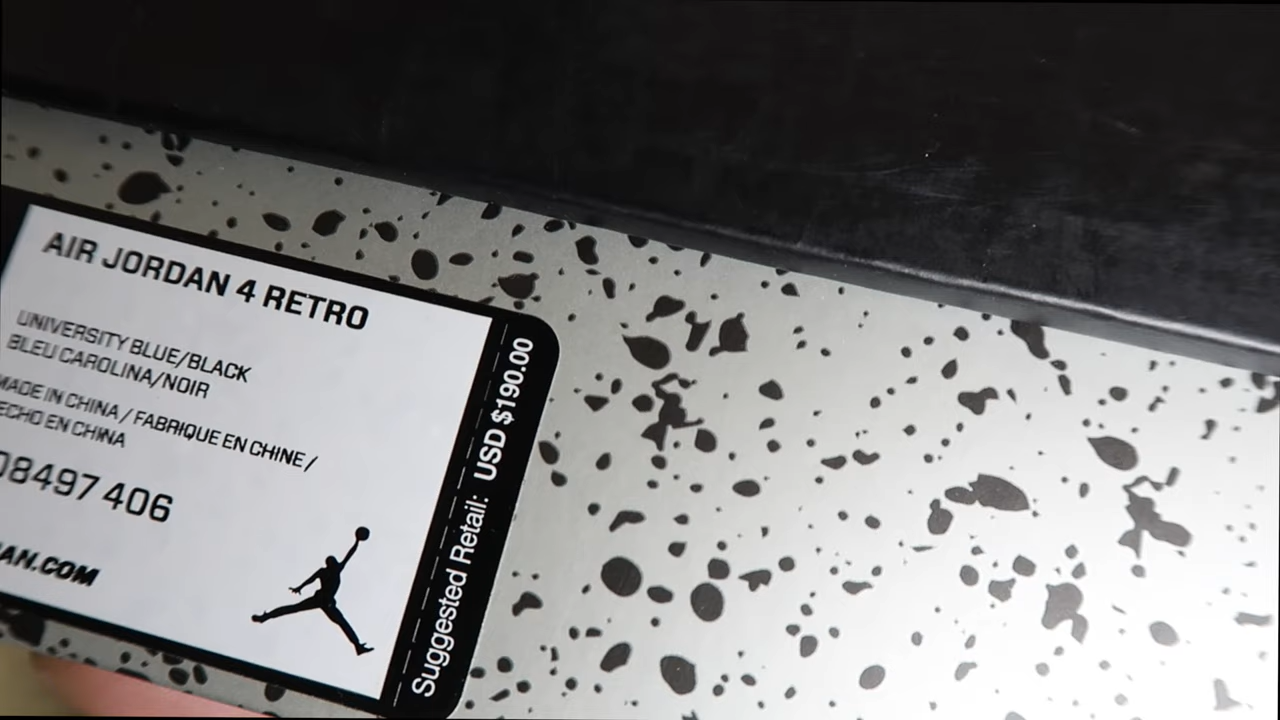 AIR JORDAN 4 RETRO
UNIVERSITY BLUE/BLACK
BLEU CAROLINA/NOIR
MADE IN CHINA / FABRIQUE EN CHINE /
ECHO EN CHINA
08497 406
AN.COM
Suggested Retail: USD $190.00